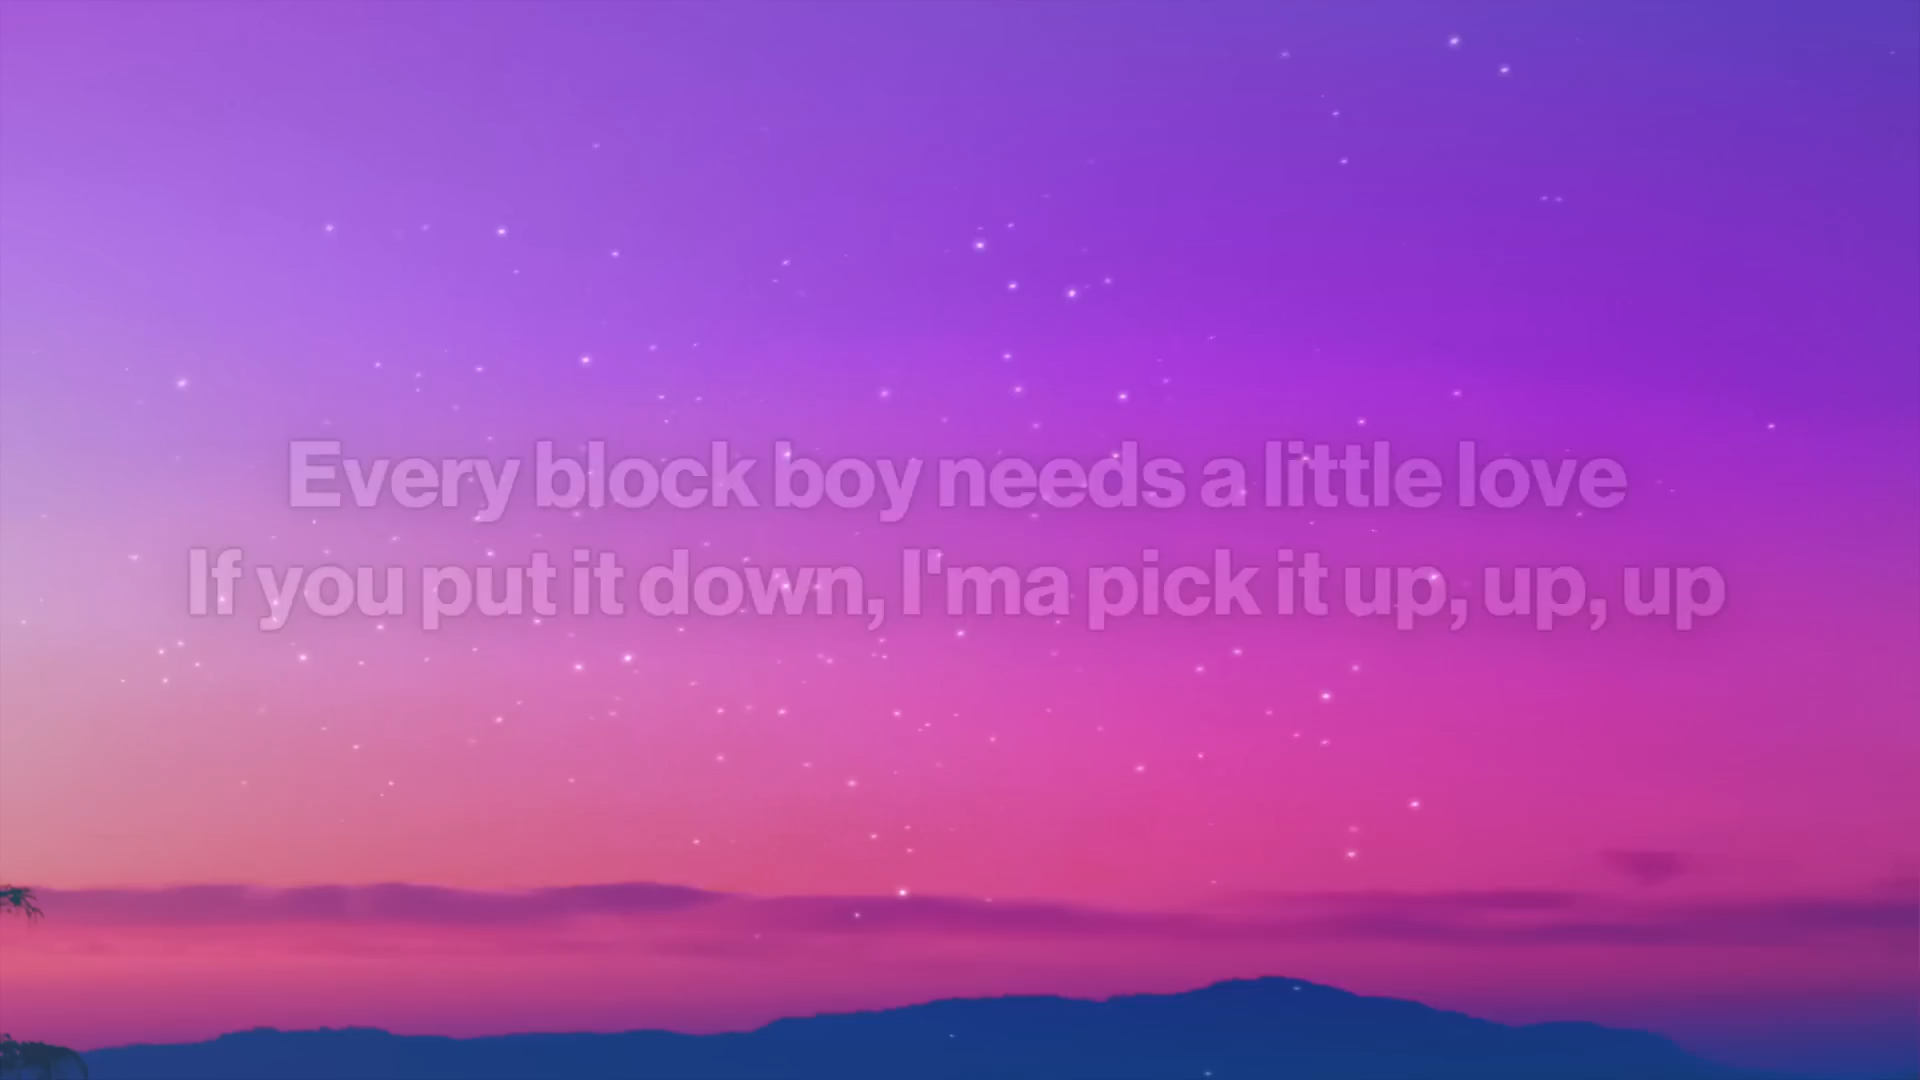 Every block boy needs a little love
If you put it down, I'ma pick it up, up, up